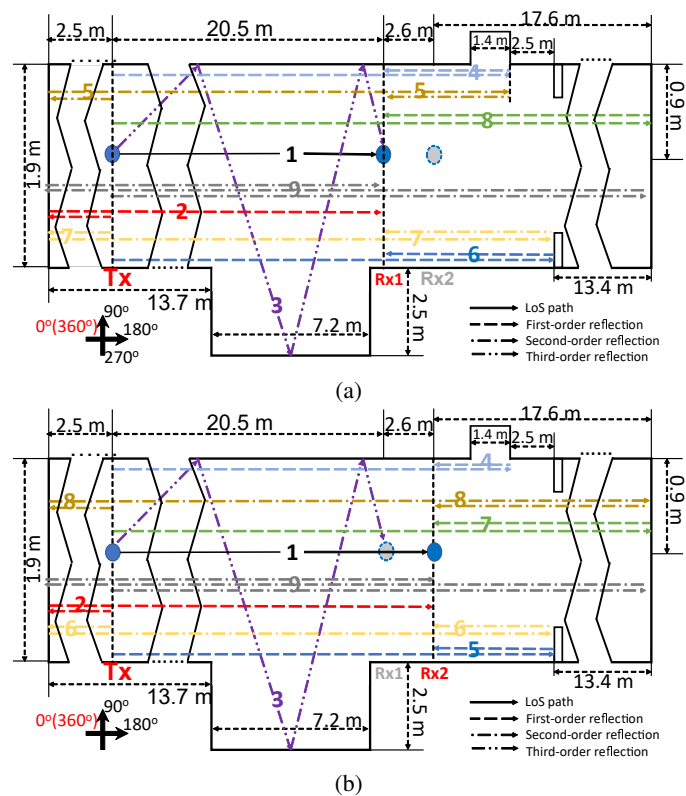 2.5 m 20.5 m 2.6 m 17.6 m
1.4 m 2.5 m
4
5 5
8
0.9 m
1.9 m
1
9
2
7 7
6
Tx Rx1 Rx2
13.7 m 3 2.5 m 13.4 m
0°(360°) 90° 180° 270°
7.2 m
LoS path
First-order reflection
Second-order reflection
Third-order reflection
(a)
2.5 m 20.5 m 2.6 m 17.6 m
1.4 m 2.5 m
4
8 8
7
0.9 m
1.9 m
1
9
2
6 6
5
Tx Rx1 Rx2
13.7 m 3 2.5 m 13.4 m
0°(360°) 90° 180°
7.2 m
LoS path
First-order reflection
Second-order reflection
Third-order reflection
(b)